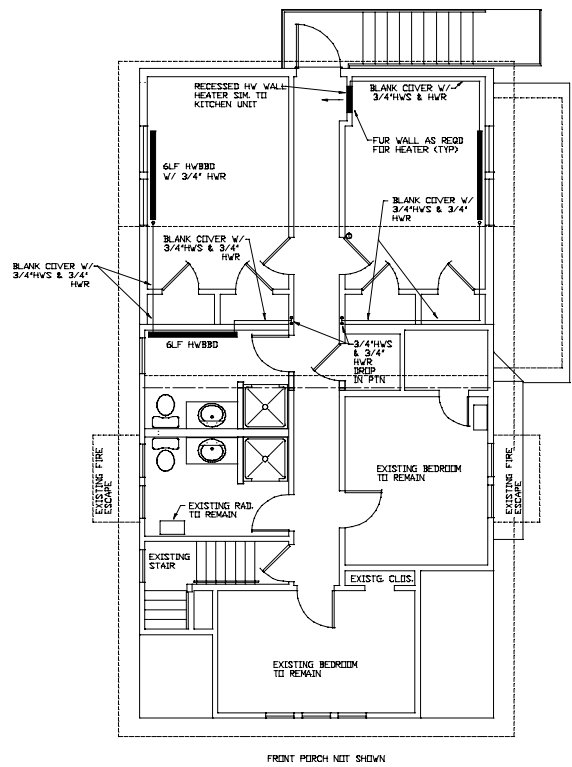 RECESSED HW WALL
HEATER SIM. TO
KITCHEN UNIT
BLANK COVER W/
3/4"HWS & HWR
FUR WALL AS REQD
FOR HEATER (TYP)
6LF HWBBD
W/ 3/4" HWR
BLANK COVER W/
3/4"HWS & 3/4"
HWR
BLANK COVER W/
3/4"HWS & 3/4"
HWR
BLANK COVER W/
3/4"HWS & 3/4"
HWR
6LF HWBBD
3/4"HWS
& 3/4"
HWR
DROP
IN PTN
EXISTING FIRE
ESCAPE
EXISTING BEDROOM
TO REMAIN
EXISTING FIRE
ESCAPE
EXISTING RAD.
TO REMAIN
EXISTING
STAIR
EXISTG. CLOS.
EXISTING BEDROOM
TO REMAIN
FRONT PORCH NOT SHOWN